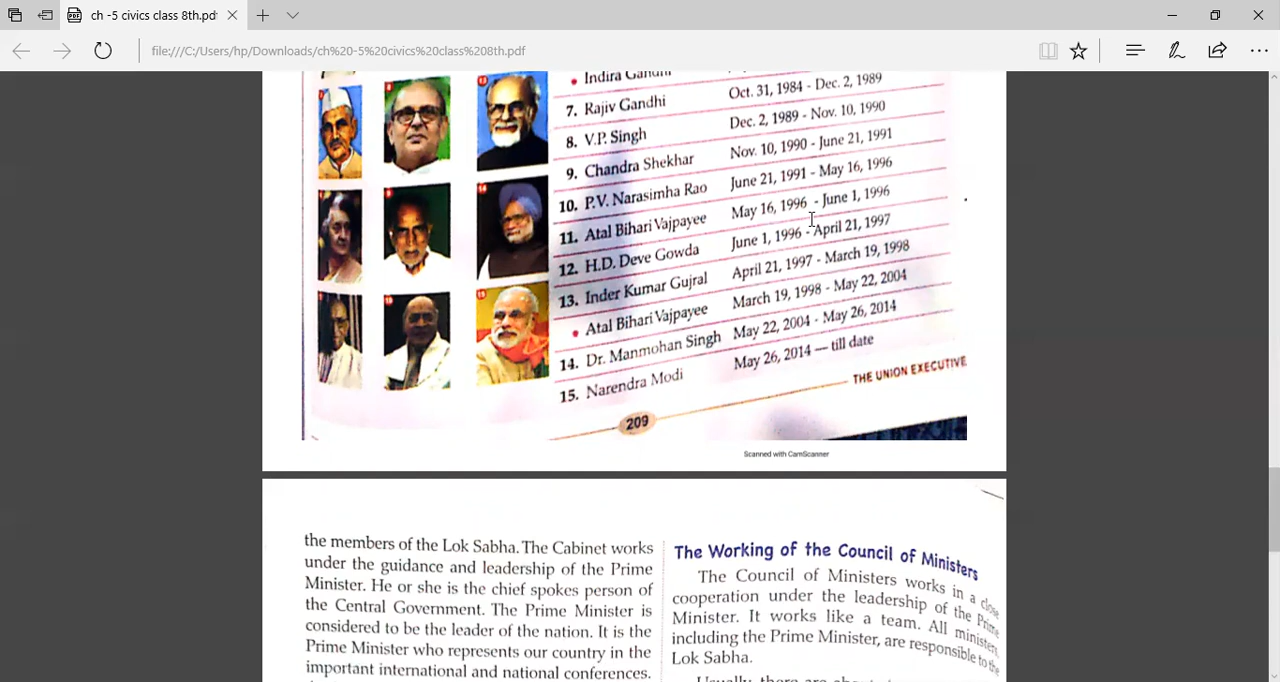 ch -5 civics class 8th.pdf
file:///C:/Users/hp/Downloads/ch%20-5%20civics%20class%208th.pdf
• Indira Gandhi
7. Rajiv Gandhi Oct. 31, 1984 - Dec. 2, 1989
8. V.P. Singh Dec. 2, 1989 - Nov. 10, 1990
9. Chandra Shekhar Nov. 10, 1990 - June 21, 1991
10. P.V. Narasimha Rao June 21, 1991 - May 16, 1996
11. Atal Bihari Vajpayee May 16, 1996 - June 1, 1996
12. H.D. Deve Gowda June 1, 1996 - April 21, 1997
13. Inder Kumar Gujral April 21, 1997 - March 19, 1998
• Atal Bihari Vajpayee March 19, 1998 - May 22, 2004
14. Dr. Manmohan Singh May 22, 2004 - May 26, 2014
15. Narendra Modi May 26, 2014 — till date
THE UNION EXECUTIVE
209
Scanned with CamScanner
the members of the Lok Sabha. The Cabinet works
under the guidance and leadership of the Prime
Minister. He or she is the chief spokes person of
the Central Government. The Prime Minister is
considered to be the leader of the nation. It is the
Prime Minister who represents our country in the
important international and national conferences.
The Working of the Council of Ministers
The Council of Ministers works in a close
cooperation under the leadership of the Prime
Minister. It works like a team. All ministers,
including the Prime Minister, are responsible to the
Lok Sabha.
Usually, there are